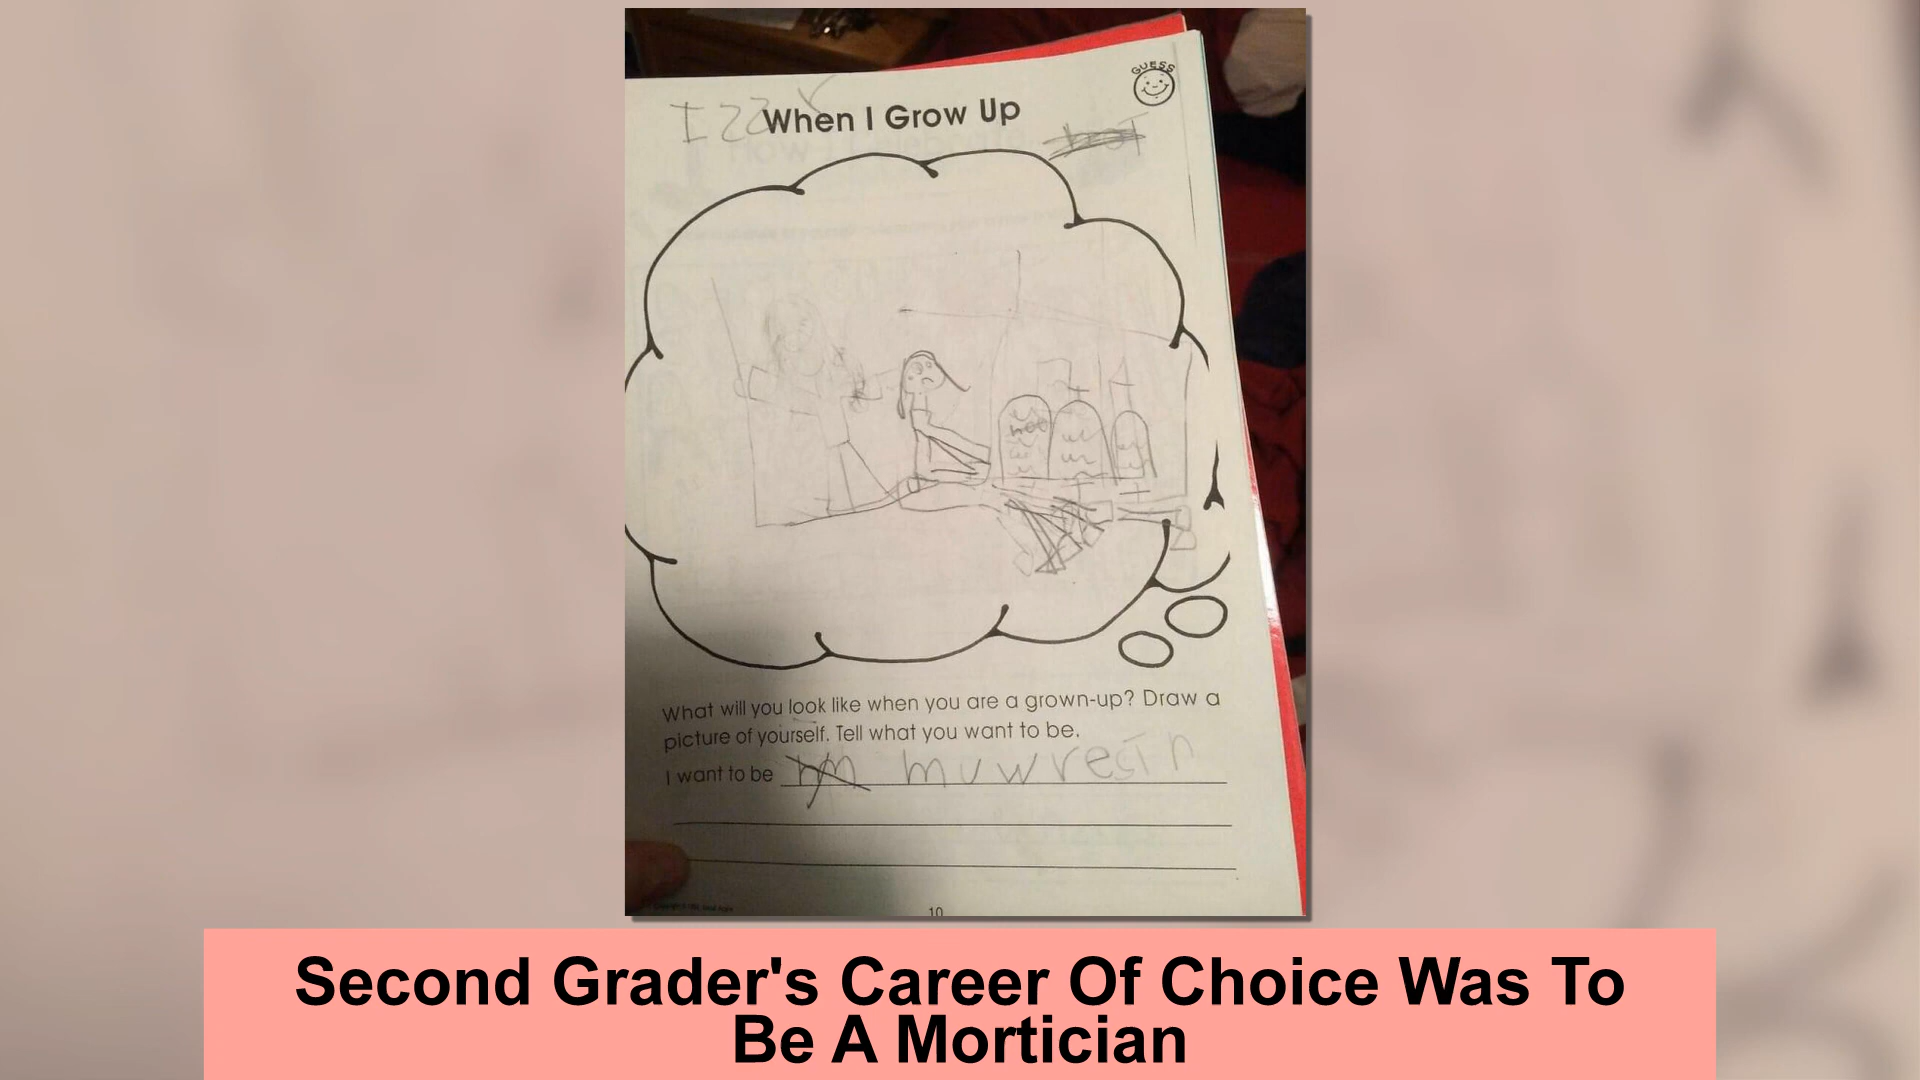 GUESS
Izzy
When I Grow Up
What will you look like when you are a grown-up? Draw a
picture of yourself. Tell what you want to be.
I want to be muwresin
10
Second Grader's Career Of Choice Was To
Be A Mortician